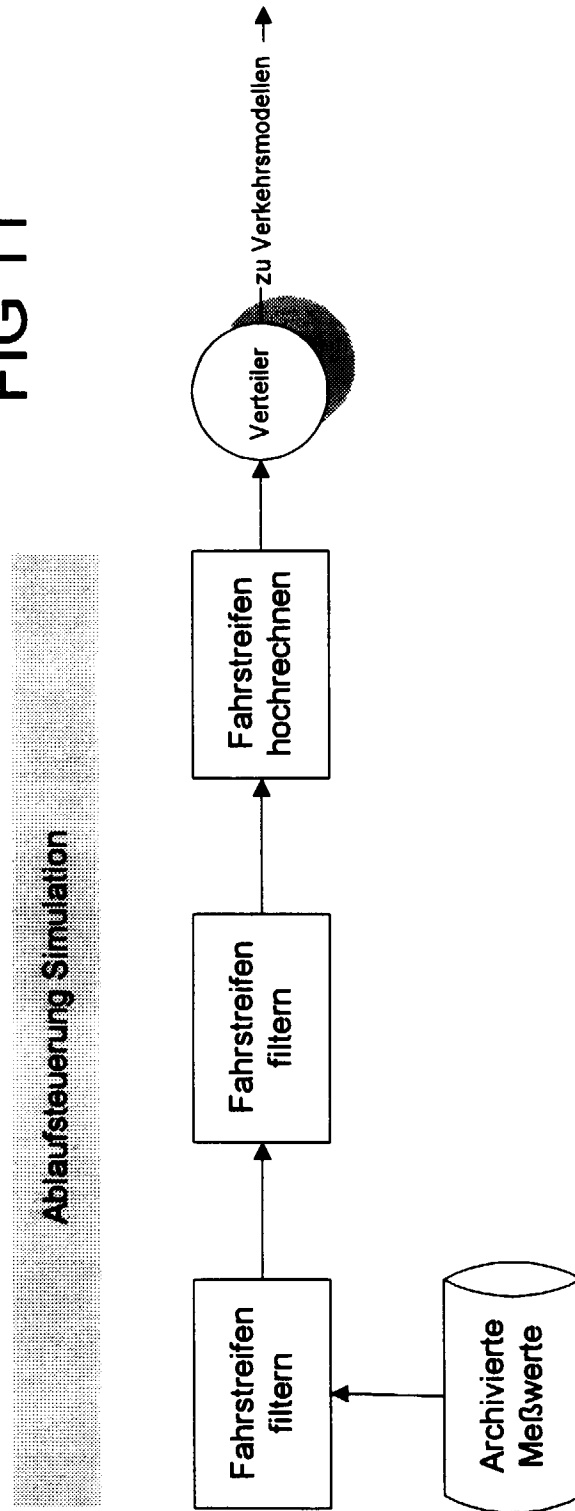 FIG 11
Ablaufsteuerung Simulation
Fahrstreifen
filtern
Fahrstreifen
filtern
Fahrstreifen
hochrechnen
Verteiler
zu Verkehrsmodellen
Archivierte
Meßwerte